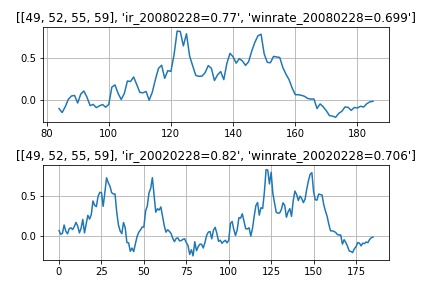 [[49, 52, 55, 59], 'ir_20080228=0.77', 'winrate_20080228=0.699']
0.5
0.0
80 100 120 140 160 180
[[49, 52, 55, 59], 'ir_20020228=0.82', 'winrate_20020228=0.706']
0.5
0.0
0 25 50 75 100 125 150 175